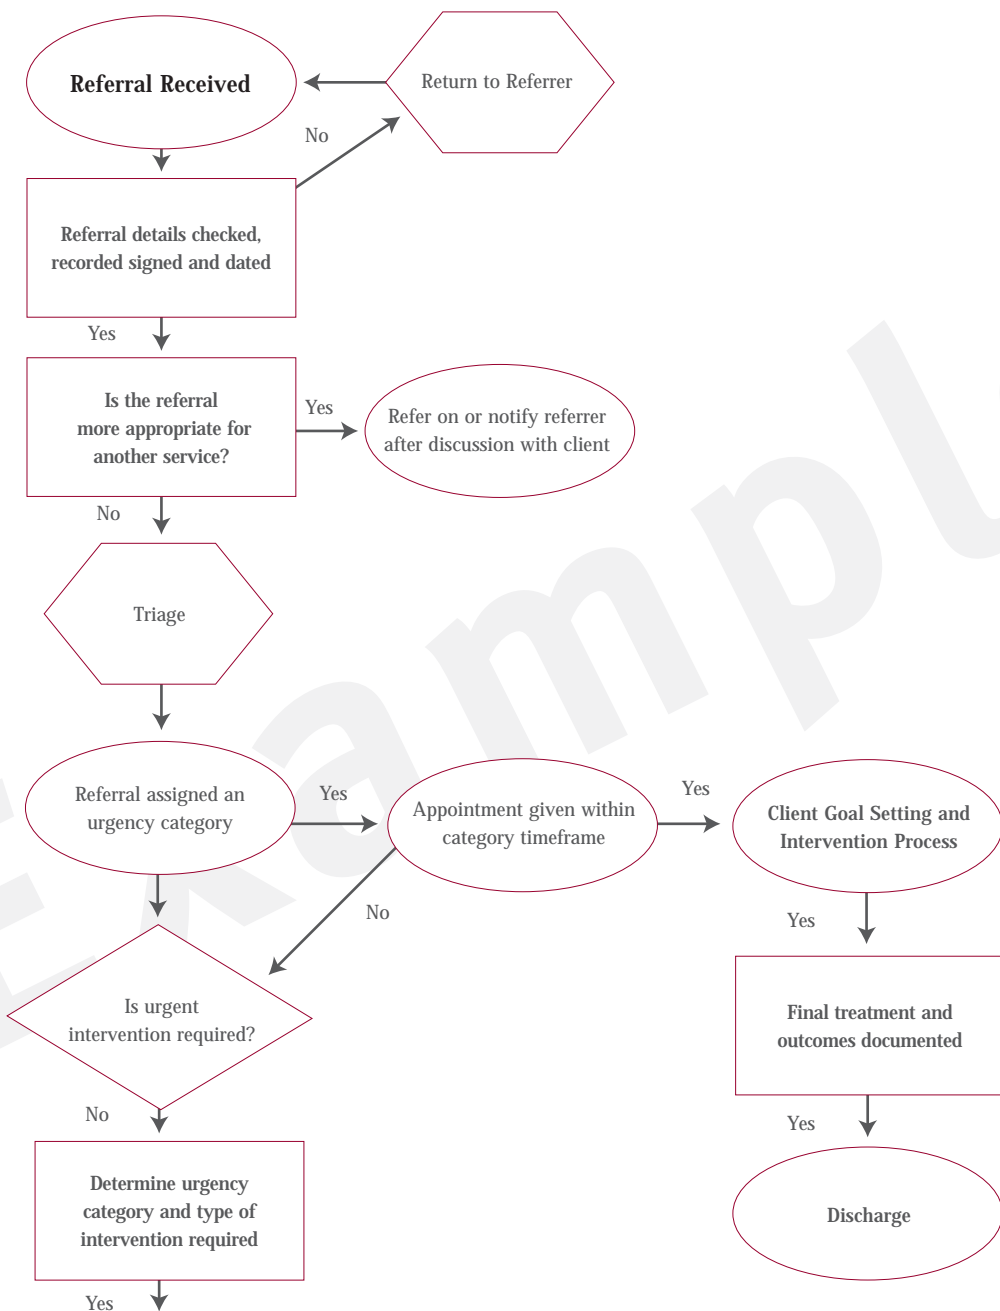 Referral Received
Return to Referrer
No
Referral details checked,
recorded signed and dated
Yes
Is the referral
more appropriate for
another service?
Yes
Refer on or notify referrer
after discussion with client
No
Triage
Referral assigned an
urgency category
Yes
Appointment given within
category timeframe
Yes
Client Goal Setting and
Intervention Process
No
Yes
Is urgent
intervention required?
Final treatment and
outcomes documented
No
Yes
Determine urgency
category and type of
intervention required
Discharge
Yes
Exampl